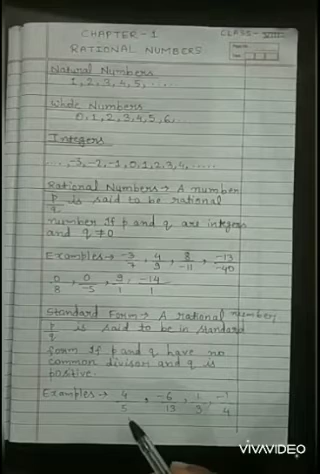 CHAPTER-1
CLASS- VIII
RATIONAL NUMBERS
Natural Numbers
1, 2, 3, 4, 5, .....
Whole Numbers
0, 1, 2, 3, 4, 5, 6, ..
Integers
...., -3, -2, -1, 0, 1, 2, 3, 4, .....
Rational Numbers → A number
p/q is said to be rational
number If p and q are integers
and q ≠ 0
Examples → -3/7, 4/9, 8/-11, -13/-40
0/8, 0/-5, 9/1, -14/1
Standard Form → A rational number
p/q is said to be in standard
form If p and q have no
common divison and q is
positive.
Examples → 4/5, -6/13, 1/3, -1/4
VIVAVIDEO